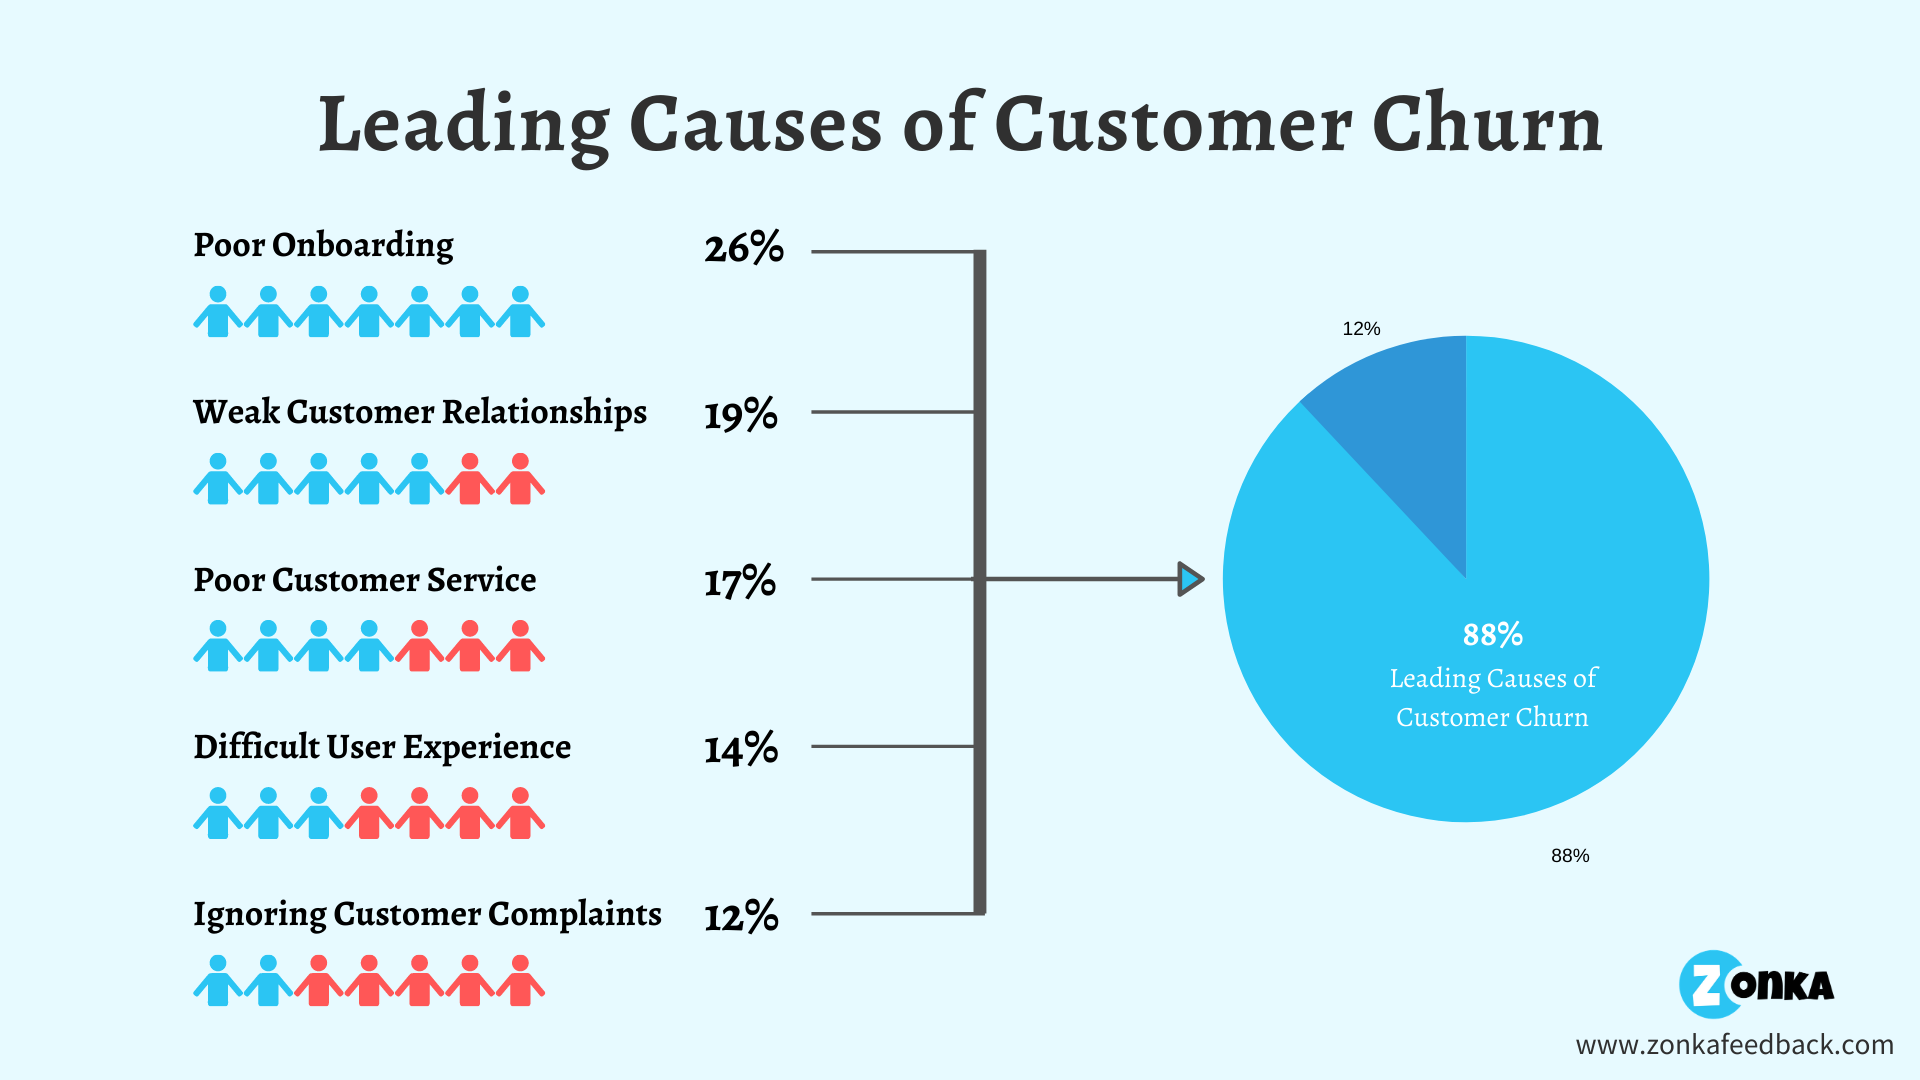 Leading Causes of Customer Churn
Poor Onboarding 26%
Weak Customer Relationships 19%
Poor Customer Service 17%
Difficult User Experience 14%
Ignoring Customer Complaints 12%
12%
88%
Leading Causes of
Customer Churn
88%
ZONKA
www.zonkafeedback.com